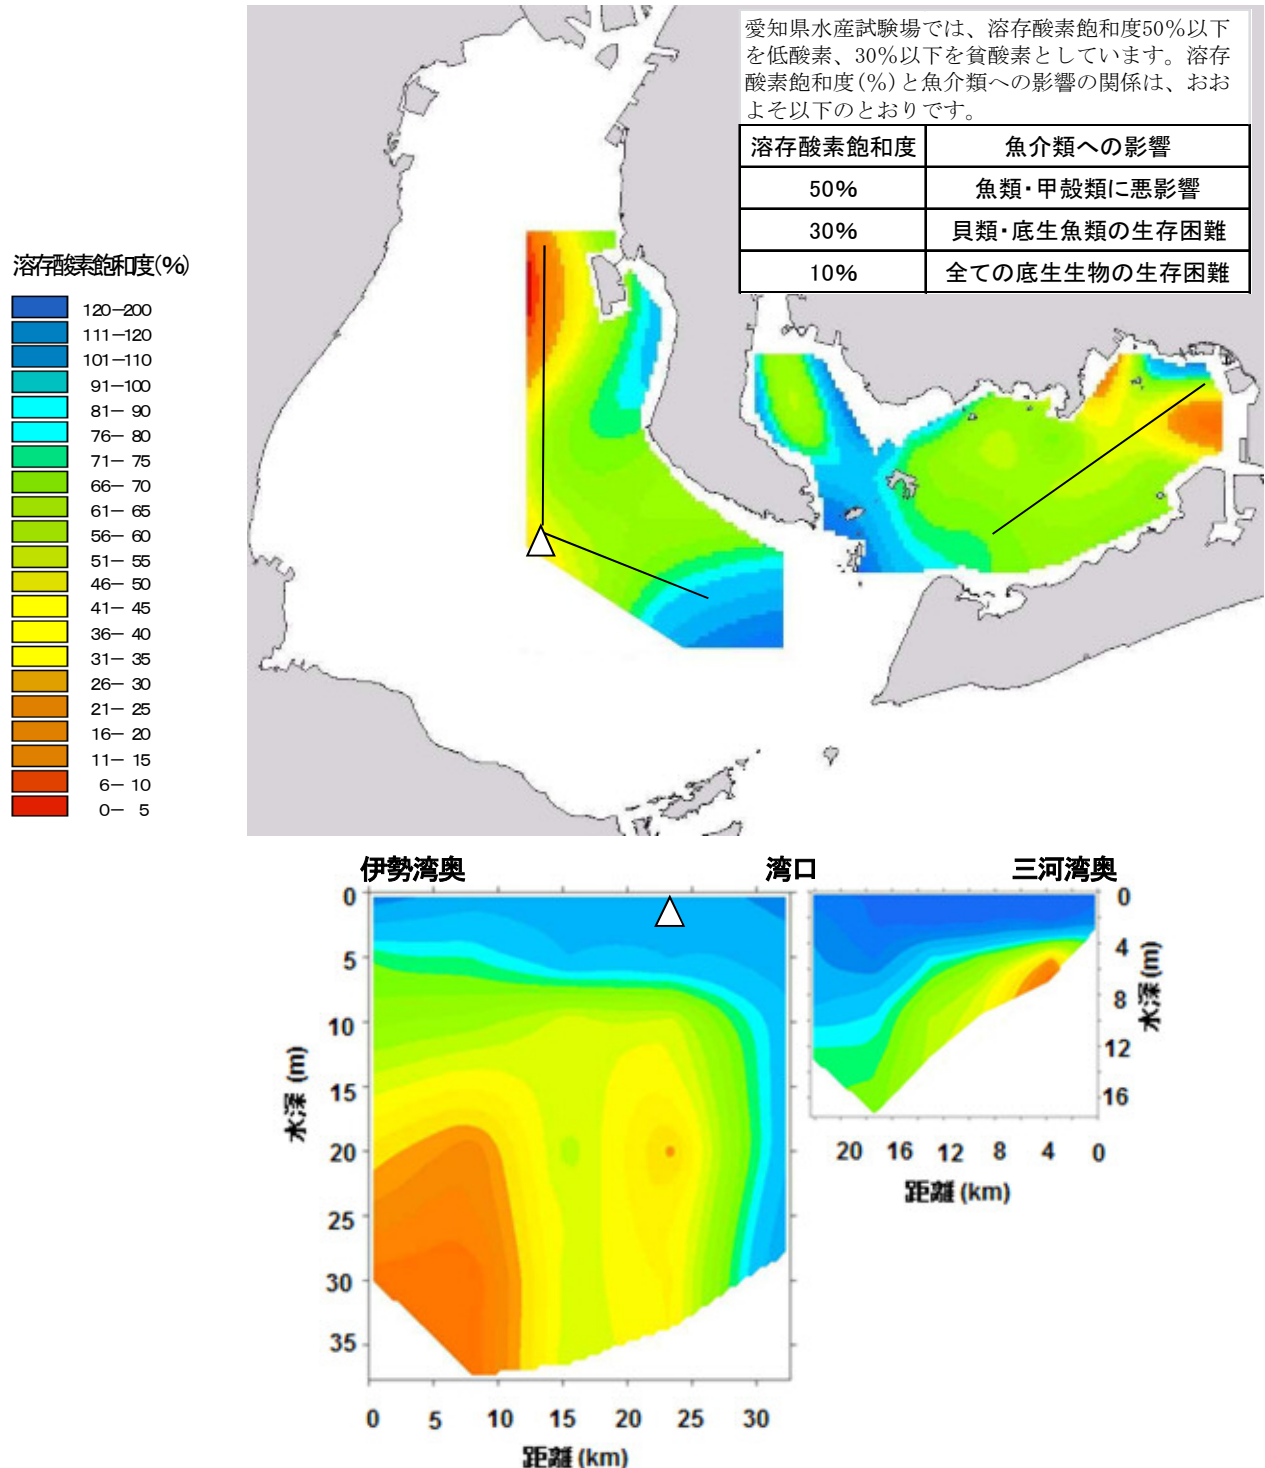 愛知県水産試験場では、溶存酸素飽和度50%以下
を低酸素、30%以下を貧酸素としています。溶存
酸素飽和度(%)と魚介類への影響の関係は、おお
よそ以下のとおりです。
溶存酸素飽和度 魚介類への影響
50% 魚類・甲殻類に悪影響
30% 貝類・底生魚類の生存困難
10% 全ての底生生物の生存困難
溶存酸素飽和度(%)
120-200
111-120
101-110
91-100
81-90
76-80
71-75
66-70
61-65
56-60
51-55
46-50
41-45
36-40
31-35
26-30
21-25
16-20
11-15
6-10
0-5
伊勢湾奥 湾口 三河湾奥
0
5
10
15
20
25
30
35
水深 (m)
0 5 10 15 20 25 30
距離 (km)
0
4
8
12
16
水深 (m)
20 16 12 8 4 0
距離 (km)